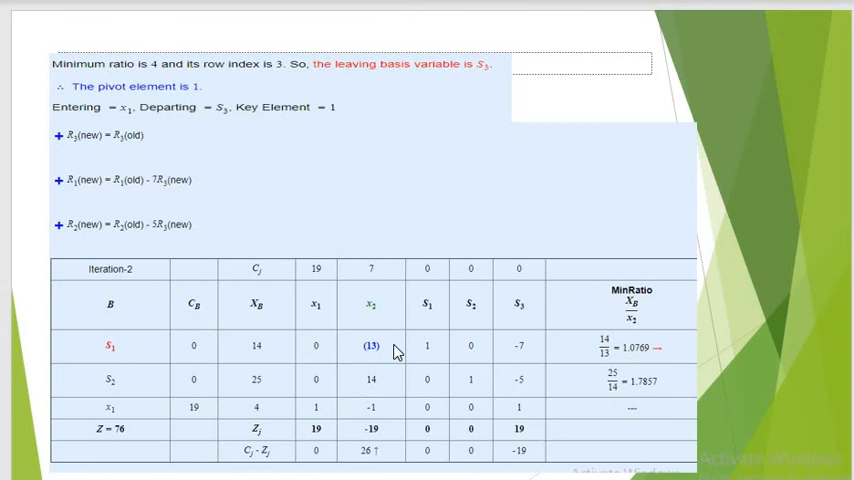 Minimum ratio is 4 and its row index is 3. So, the leaving basis variable is S3.
∴ The pivot element is 1.
Entering = x1, Departing = S3, Key Element = 1
+ R3(new) = R3(old)
+ R1(new) = R1(old) - 7R3(new)
+ R2(new) = R2(old) - 5R3(new)
Iteration-2 Cj 19 7 0 0 0
B CB XB x1 x2 S1 S2 S3 MinRatio XB/x2
S1 0 14 0 (13) 1 0 -7 14/13 = 1.0769 →
S2 0 25 0 14 0 1 -5 25/14 = 1.7857
x1 19 4 1 -1 0 0 1 ---
Z = 76 Zj 19 -19 0 0 19
Cj - Zj 0 26 ↑ 0 0 -19
Activate Windows